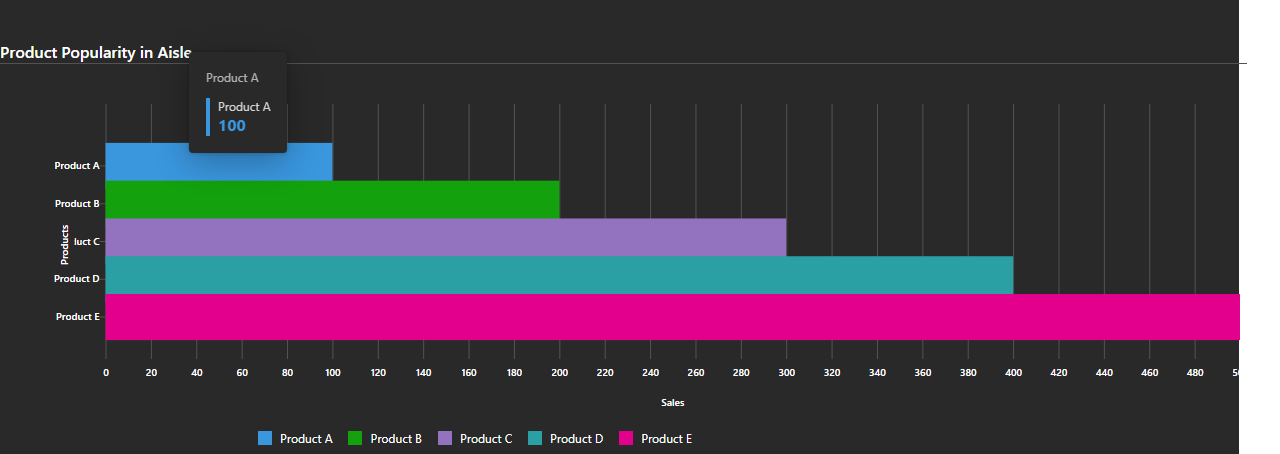 Product Popularity in Aisle
Product A
Product A
100
Product A
Product B
Products
luct C
Product D
Product E
0 20 40 60 80 100 120 140 160 180 200 220 240 260 280 300 320 340 360 380 400 420 440 460 480
Sales
Product A Product B Product C Product D Product E